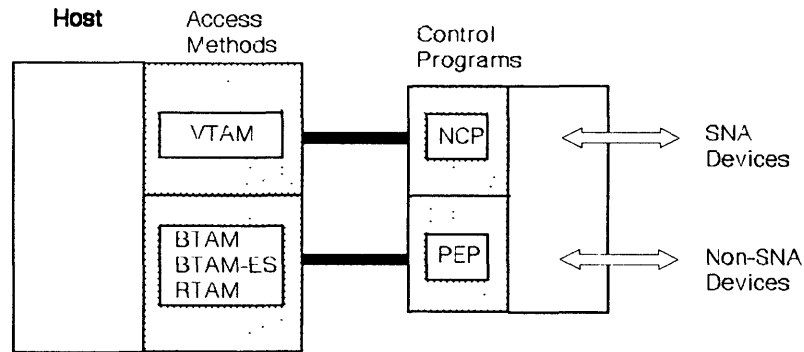 Host
Access
Methods
Control
Programs
VTAM
NCP
SNA
Devices
BTAM
BTAM-ES
RTAM
PEP
Non-SNA
Devices